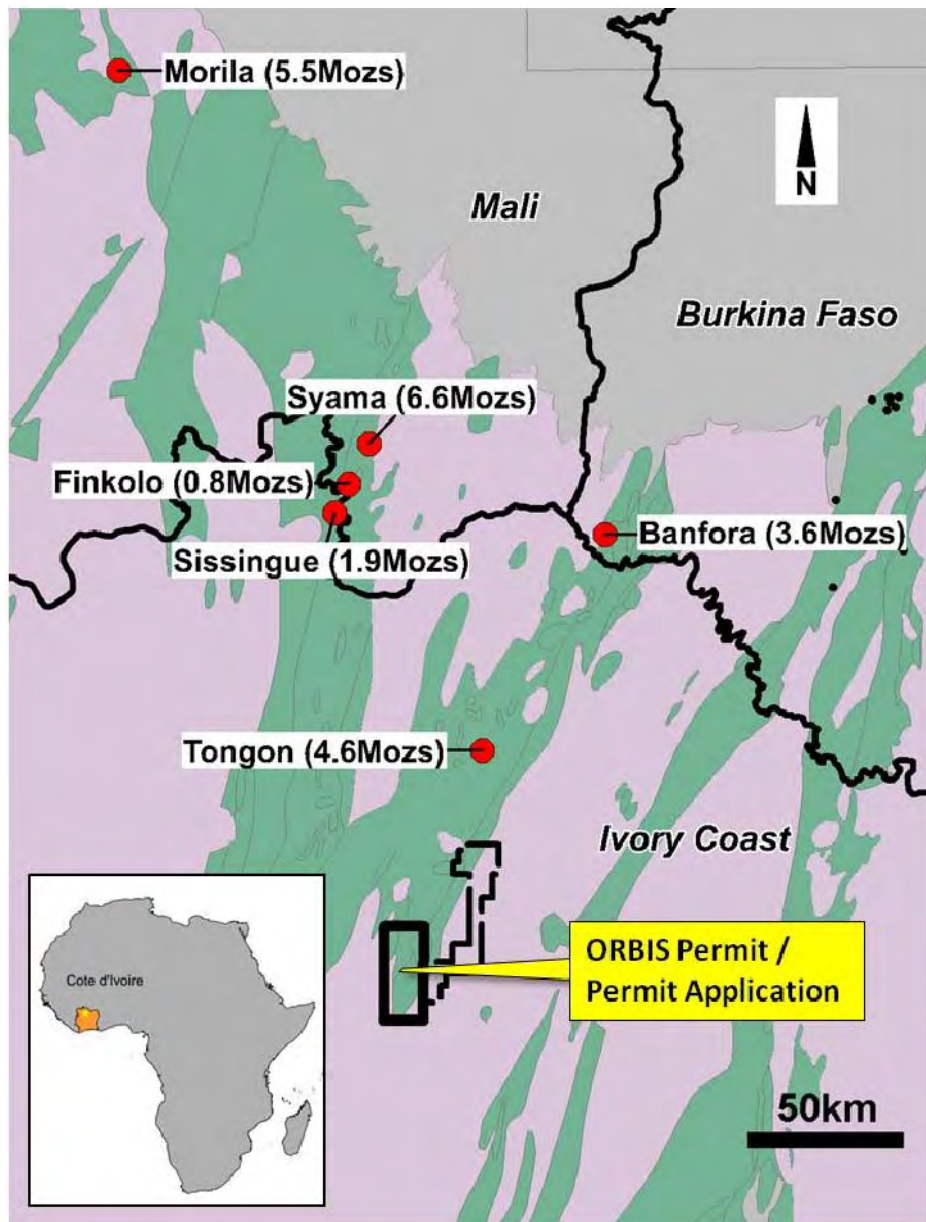 Morila (5.5Mozs)
N
Mali
Burkina Faso
Syama (6.6Mozs)
Finkolo (0.8Mozs)
Sissingue (1.9Mozs)
Banfora (3.6Mozs)
Tongon (4.6Mozs)
Ivory Coast
ORBIS Permit /
Permit Application
Cote d'Ivoire
50km